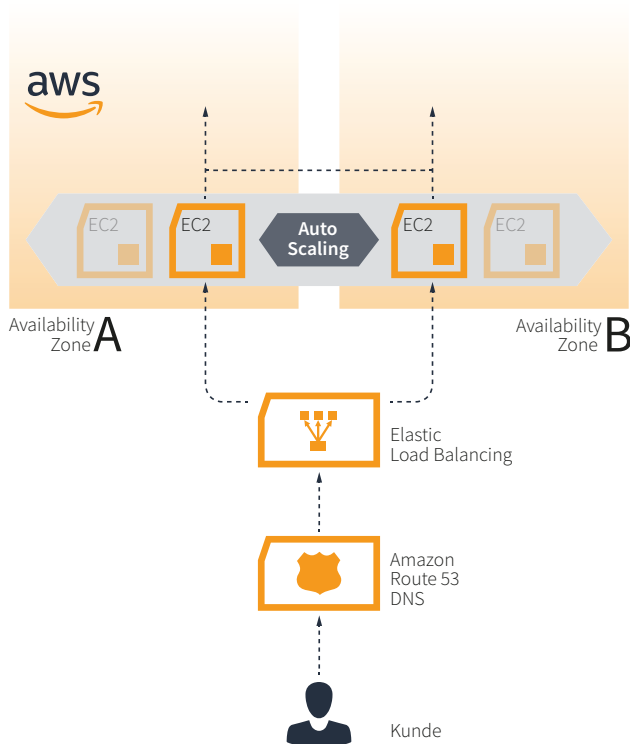 aws
EC2
EC2
Auto
Scaling
EC2
EC2
Availability
Zone A
Availability
Zone B
Elastic
Load Balancing
Amazon
Route 53
DNS
Kunde